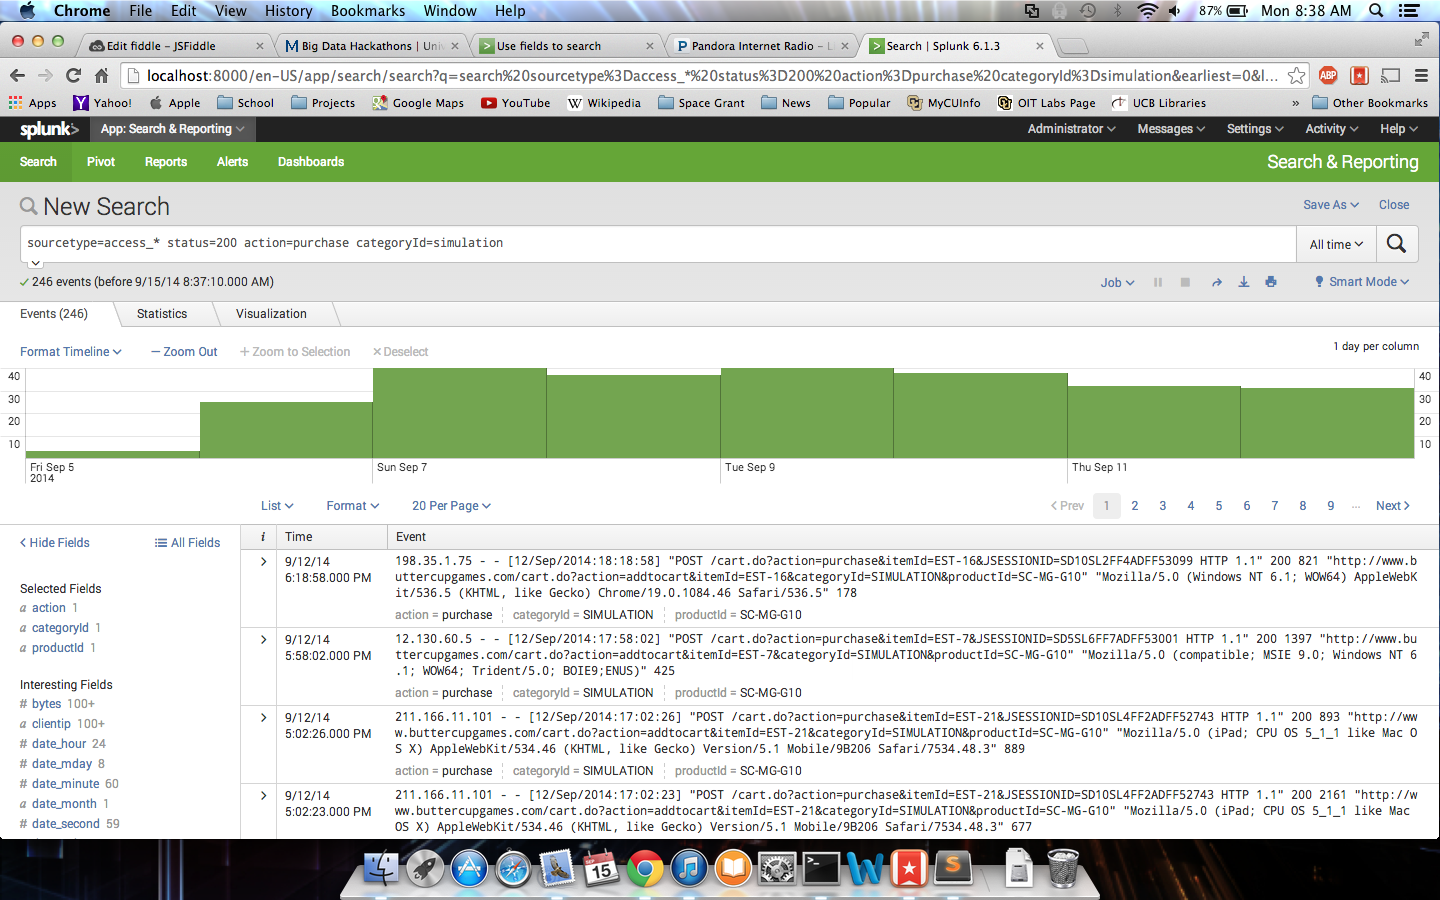 Chrome File Edit View History Bookmarks Window Help 87% Mon 8:38 AM
Edit fiddle – JSFiddle × Big Data Hackathons | Univ × Use fields to search × Pandora Internet Radio – Li × Search | Splunk 6.1.3 ×
localhost:8000/en-US/app/search/search?q=search%20sourcetype%3Daccess_*%20status%3D200%20action%3Dpurchase%20categoryId%3Dsimulation&earliest=0&l... ABP
Apps Yahoo! Apple School Projects Google Maps YouTube Wikipedia Space Grant News Popular MyCUInfo OIT Labs Page UCB Libraries » Other Bookmarks
splunk> App: Search & Reporting Administrator Messages Settings Activity Help
Search Pivot Reports Alerts Dashboards Search & Reporting
New Search Save As Close
sourcetype=access_* status=200 action=purchase categoryId=simulation All time
246 events (before 9/15/14 8:37:10.000 AM) Job Smart Mode
Events (246) Statistics Visualization
Format Timeline — Zoom Out + Zoom to Selection × Deselect 1 day per column
40 40
30 30
20 20
10 10
Fri Sep 5 Sun Sep 7 Tue Sep 9 Thu Sep 11
2014
List Format 20 Per Page < Prev 1 2 3 4 5 6 7 8 9 ... Next >
< Hide Fields All Fields i Time Event
Selected Fields
a action 1
a categoryId 1
a productId 1
Interesting Fields
# bytes 100+
a clientip 100+
# date_hour 24
# date_mday 8
# date_minute 60
a date_month 1
# date_second 59
> 9/12/14 198.35.1.75 - - [12/Sep/2014:18:18:58] "POST /cart.do?action=purchase&itemId=EST-16&JSESSIONID=SD10SL2FF4ADFF53099 HTTP 1.1" 200 821 "http://www.b
6:18:58.000 PM uttercupgames.com/cart.do?action=addtocart&itemId=EST-16&categoryId=SIMULATION&productId=SC-MG-G10" "Mozilla/5.0 (Windows NT 6.1; WOW64) AppleWebK
it/536.5 (KHTML, like Gecko) Chrome/19.0.1084.46 Safari/536.5" 178
action = purchase categoryId = SIMULATION productId = SC-MG-G10
> 9/12/14 12.130.60.5 - - [12/Sep/2014:17:58:02] "POST /cart.do?action=purchase&itemId=EST-7&JSESSIONID=SD5SL6FF7ADFF53001 HTTP 1.1" 200 1397 "http://www.bu
5:58:02.000 PM ttercupgames.com/cart.do?action=addtocart&itemId=EST-7&categoryId=SIMULATION&productId=SC-MG-G10" "Mozilla/5.0 (compatible; MSIE 9.0; Windows NT 6
.1; WOW64; Trident/5.0; BOIE9;ENUS)" 425
action = purchase categoryId = SIMULATION productId = SC-MG-G10
> 9/12/14 211.166.11.101 - - [12/Sep/2014:17:02:26] "POST /cart.do?action=purchase&itemId=EST-21&JSESSIONID=SD10SL4FF2ADFF52743 HTTP 1.1" 200 893 "http://ww
5:02:26.000 PM w.buttercupgames.com/cart.do?action=addtocart&itemId=EST-21&categoryId=SIMULATION&productId=SC-MG-G10" "Mozilla/5.0 (iPad; CPU OS 5_1_1 like Mac O
S X) AppleWebKit/534.46 (KHTML, like Gecko) Version/5.1 Mobile/9B206 Safari/7534.48.3" 889
action = purchase categoryId = SIMULATION productId = SC-MG-G10
> 9/12/14 211.166.11.101 - - [12/Sep/2014:17:02:23] "POST /cart.do?action=purchase&itemId=EST-21&JSESSIONID=SD10SL4FF2ADFF52743 HTTP 1.1" 200 2161 "http://w
5:02:23.000 PM ww.buttercupgames.com/cart.do?action=addtocart&itemId=EST-21&categoryId=SIMULATION&productId=SC-MG-G10" "Mozilla/5.0 (iPad; CPU OS 5_1_1 like Mac
OS X) AppleWebKit/534.46 (KHTML, like Gecko) Version/5.1 Mobile/9B206 Safari/7534.48.3" 677
SEP
15